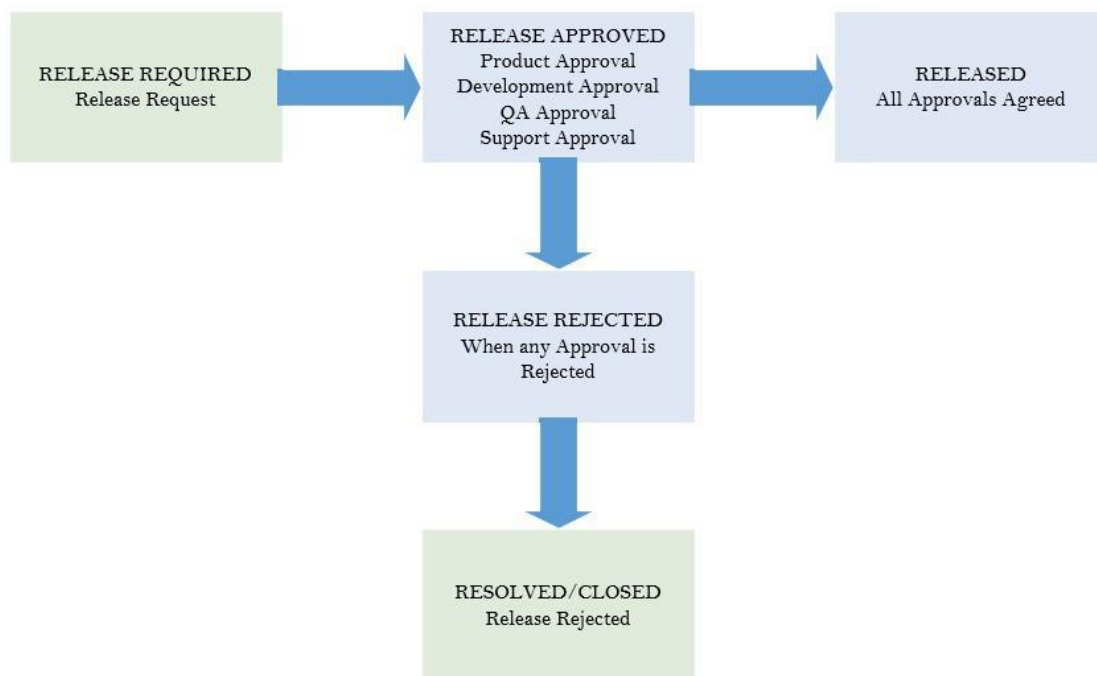 RELEASE REQUIRED
Release Request
RELEASE APPROVED
Product Approval
Development Approval
QA Approval
Support Approval
RELEASED
All Approvals Agreed
RELEASE REJECTED
When any Approval is
Rejected
RESOLVED/CLOSED
Release Rejected